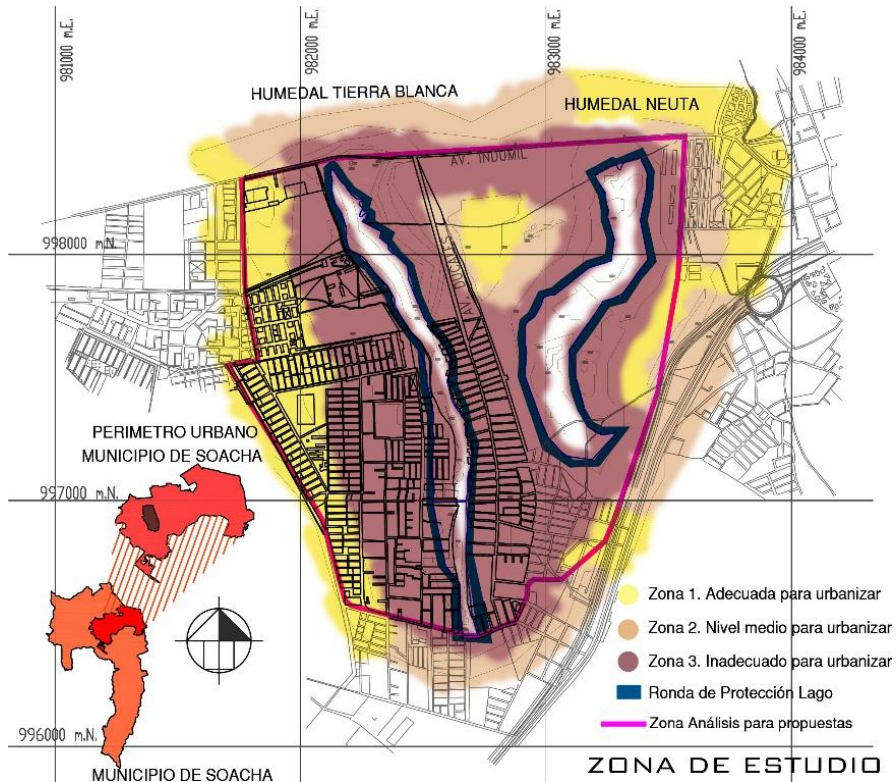 981000 m.E.
982000 m.E.
983000 m.E.
984000 m.E.
HUMEDAL TIERRA BLANCA
HUMEDAL NEUTA
AV. INDUMIL
AV. DUCALES
998000 m.N.
PERIMETRO URBANO
MUNICIPIO DE SOACHA
997000 m.N.
Zona 1. Adecuada para urbanizar
Zona 2. Nivel medio para urbanizar
Zona 3. Inadecuado para urbanizar
Ronda de Protección Lago
Zona Análisis para propuestas
996000 m.N.
ZONA DE ESTUDIO
MUNICIPIO DE SOACHA